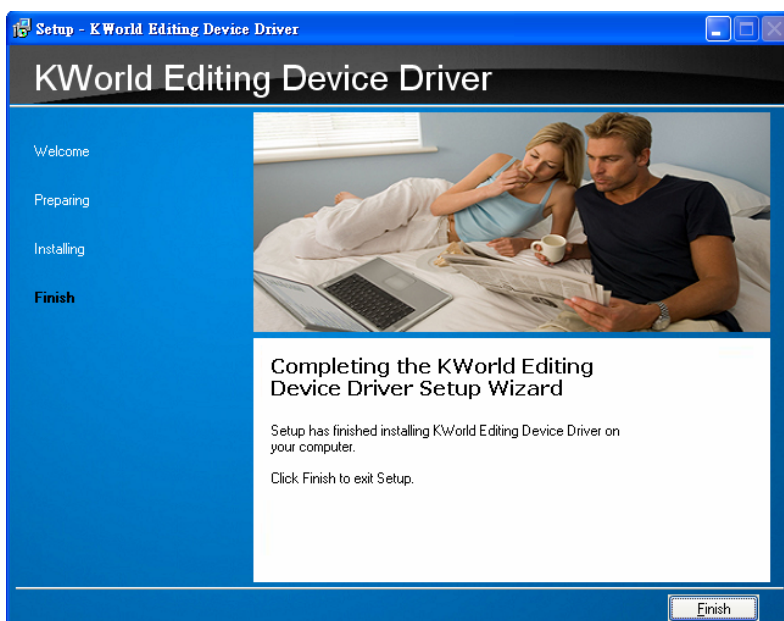 Setup - KWorld Editing Device Driver
KWorld Editing Device Driver
Welcome
Preparing
Installing
Finish
Completing the KWorld Editing
Device Driver Setup Wizard
Setup has finished installing KWorld Editing Device Driver on
your computer.
Click Finish to exit Setup.
Finish